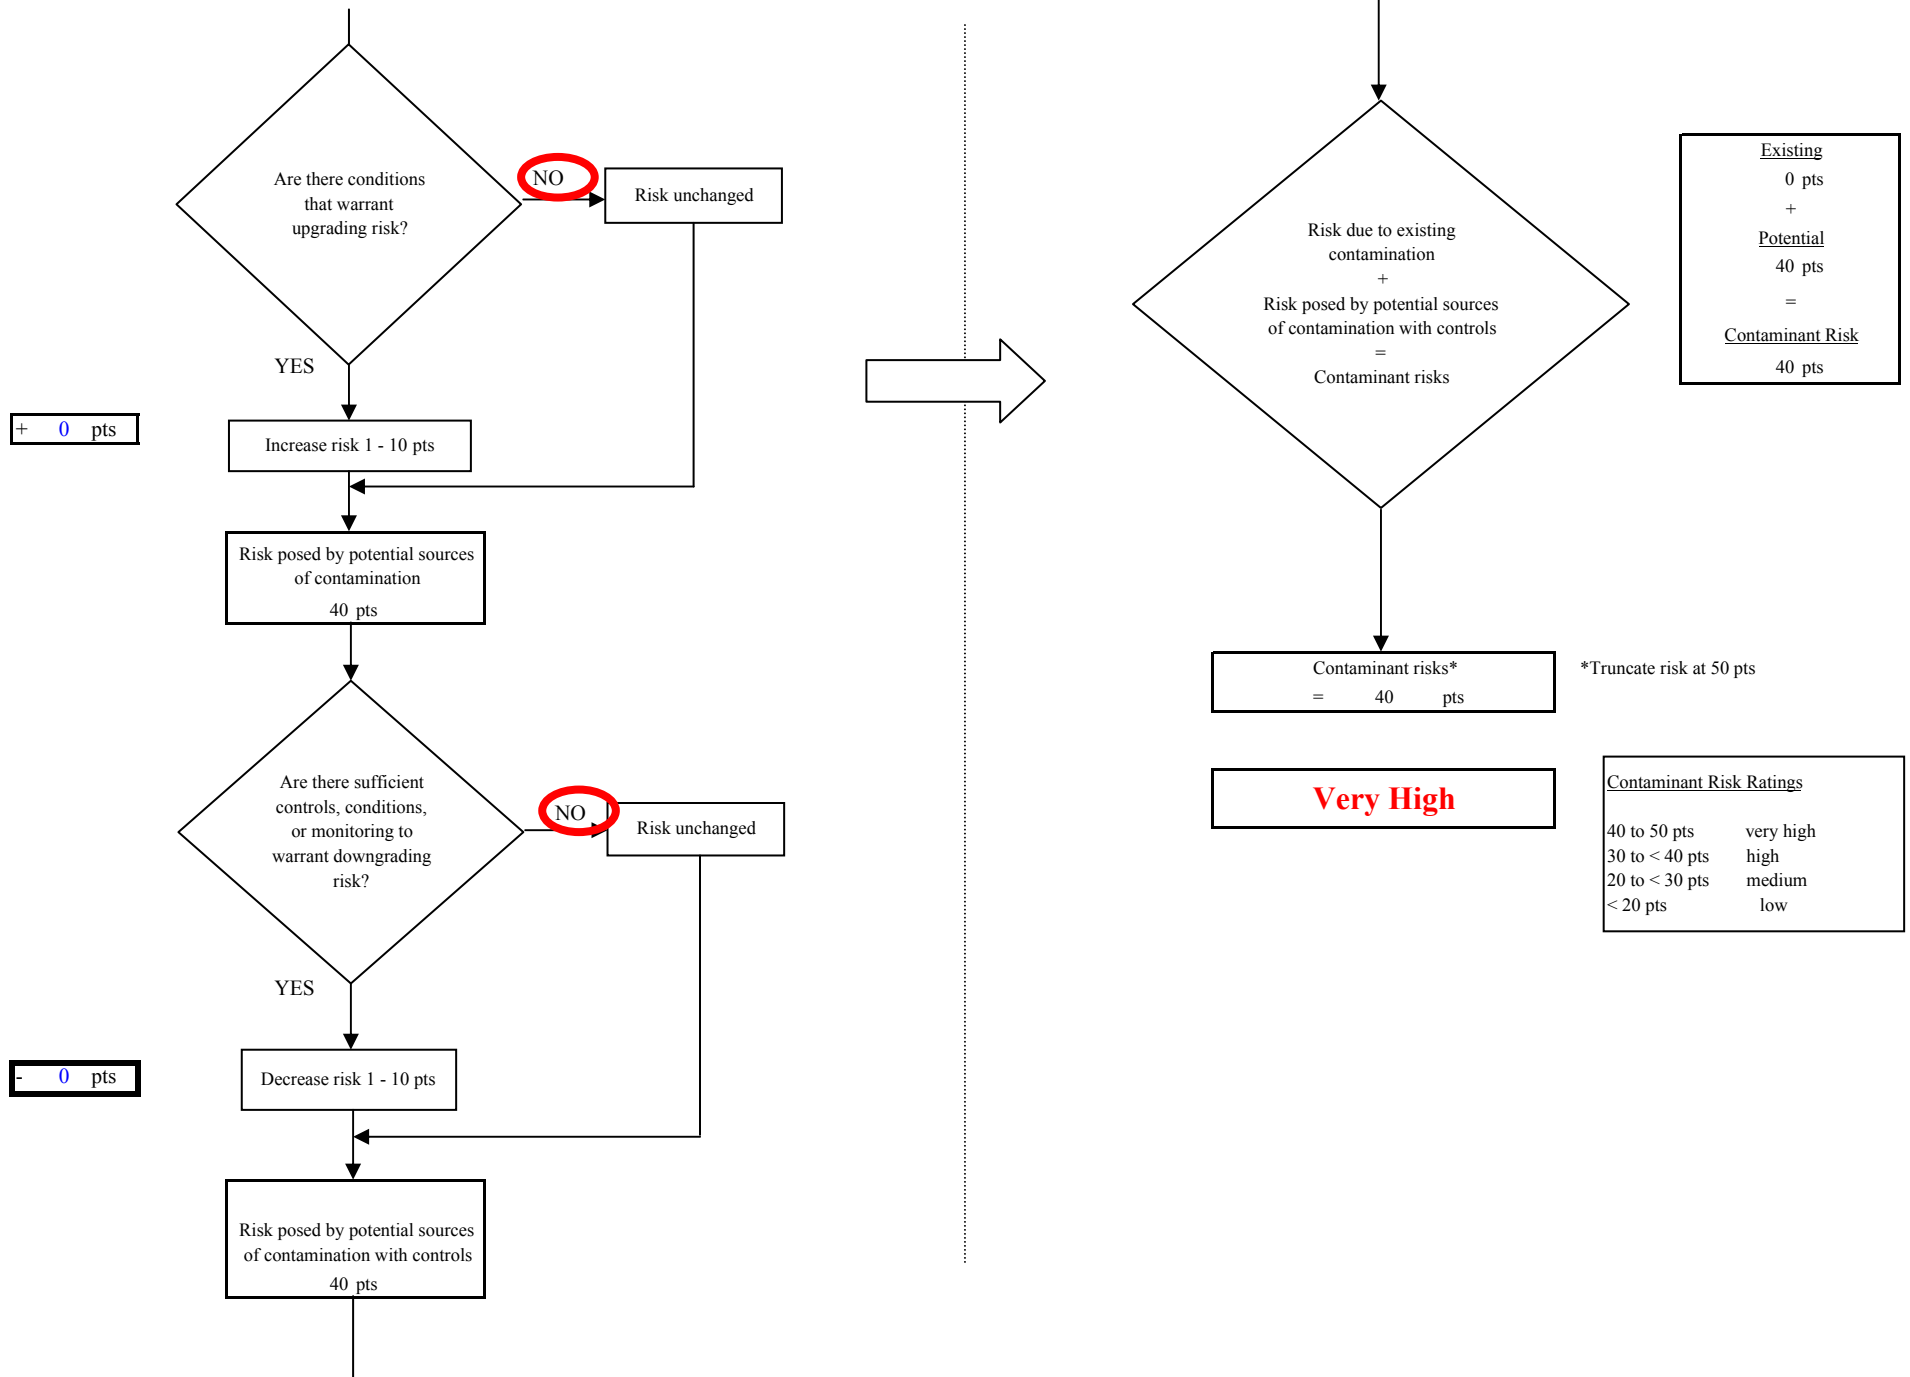 Are there conditions
that warrant
upgrading risk?
NO
Risk unchanged
YES
+ 0 pts
Increase risk 1 - 10 pts
Risk posed by potential sources
of contamination
40 pts
Are there sufficient
controls, conditions,
or monitoring to
warrant downgrading
risk?
NO
Risk unchanged
YES
- 0 pts
Decrease risk 1 - 10 pts
Risk posed by potential sources
of contamination with controls
40 pts
Risk due to existing
contamination
+
Risk posed by potential sources
of contamination with controls
=
Contaminant risks
Existing
0 pts
+
Potential
40 pts
=
Contaminant Risk
40 pts
Contaminant risks*
= 40 pts
*Truncate risk at 50 pts
Very High
Contaminant Risk Ratings
40 to 50 pts very high
30 to < 40 pts high
20 to < 30 pts medium
< 20 pts low